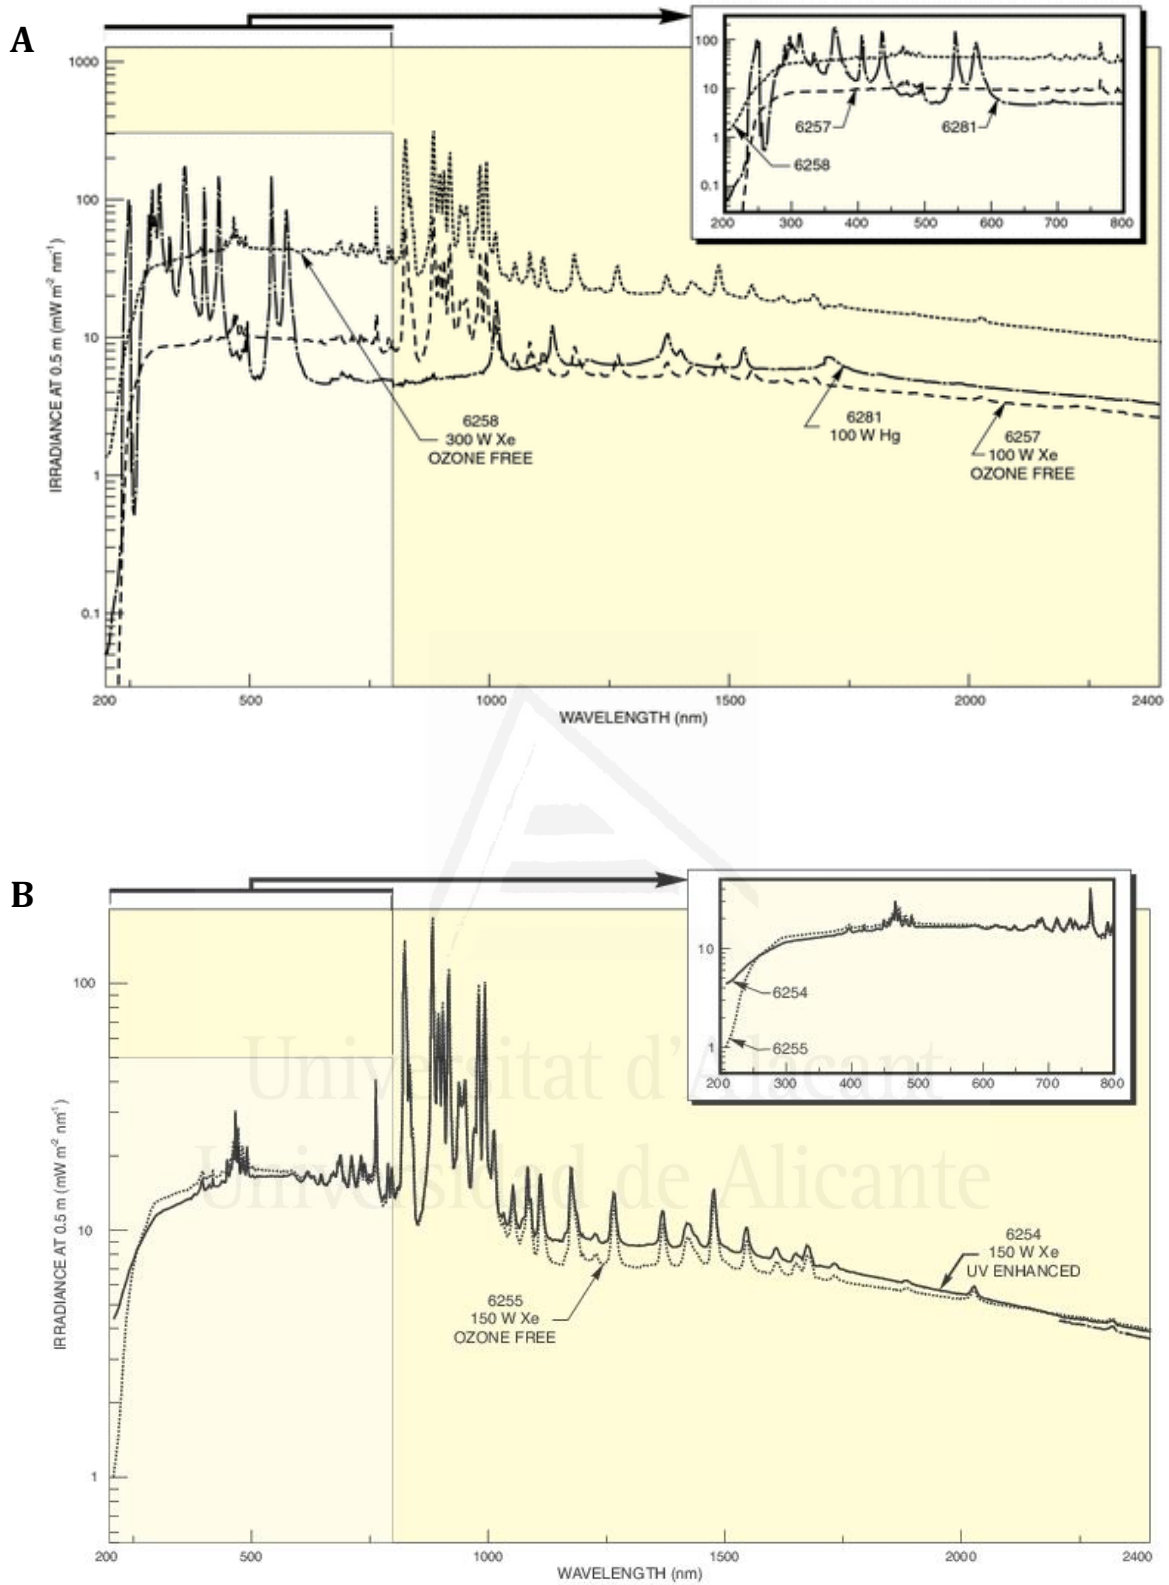 A
1000
100
10
1
0.1
IRRADIANCE AT 0.5 m (mW m-2 nm-1)
200
500
1000
1500
2000
2400
WAVELENGTH (nm)
6258
300 W Xe
OZONE FREE
6281
100 W Hg
6257
100 W Xe
OZONE FREE
100
10
1
0.1
6257
6281
6258
200
300
400
500
600
700
800
B
100
10
1
IRRADIANCE AT 0.5 m (mW m-2 nm-1)
200
500
1000
1500
2000
2400
WAVELENGTH (nm)
6255
150 W Xe
OZONE FREE
6254
150 W Xe
UV ENHANCED
10
1
6254
6255
200
300
400
500
600
700
800
Universitat d'Alacant
Universidad de Alicante